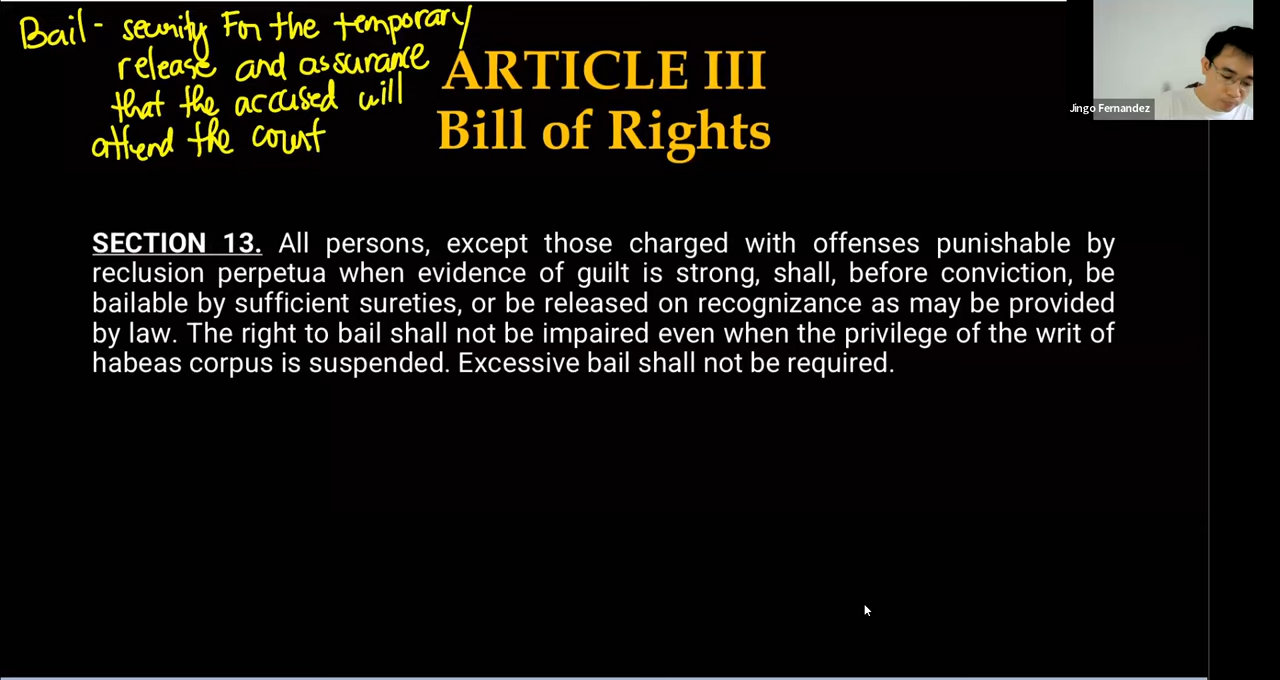 Bail - security For the temporary
release and assurance
that the accused will
attend the court
ARTICLE III
Bill of Rights
Jingo Fernandez
SECTION 13. All persons, except those charged with offenses punishable by
reclusion perpetua when evidence of guilt is strong, shall, before conviction, be
bailable by sufficient sureties, or be released on recognizance as may be provided
by law. The right to bail shall not be impaired even when the privilege of the writ of
habeas corpus is suspended. Excessive bail shall not be required.